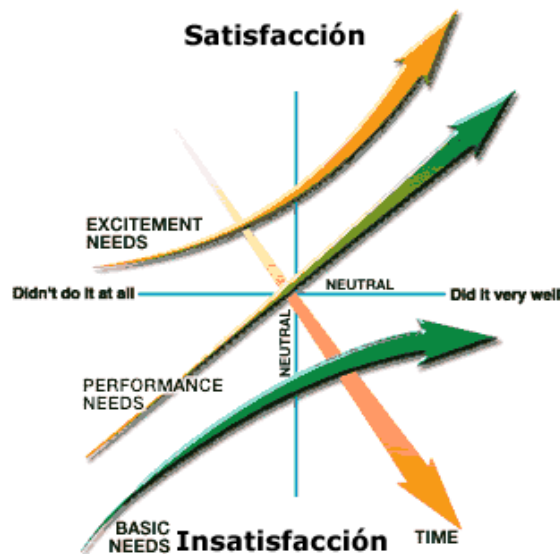 Satisfacción
EXCITEMENT
NEEDS
NEUTRAL
Didn't do it at all
Did it very well
NEUTRAL
PERFORMANCE
NEEDS
BASIC
NEEDS
Insatisfacción
TIME